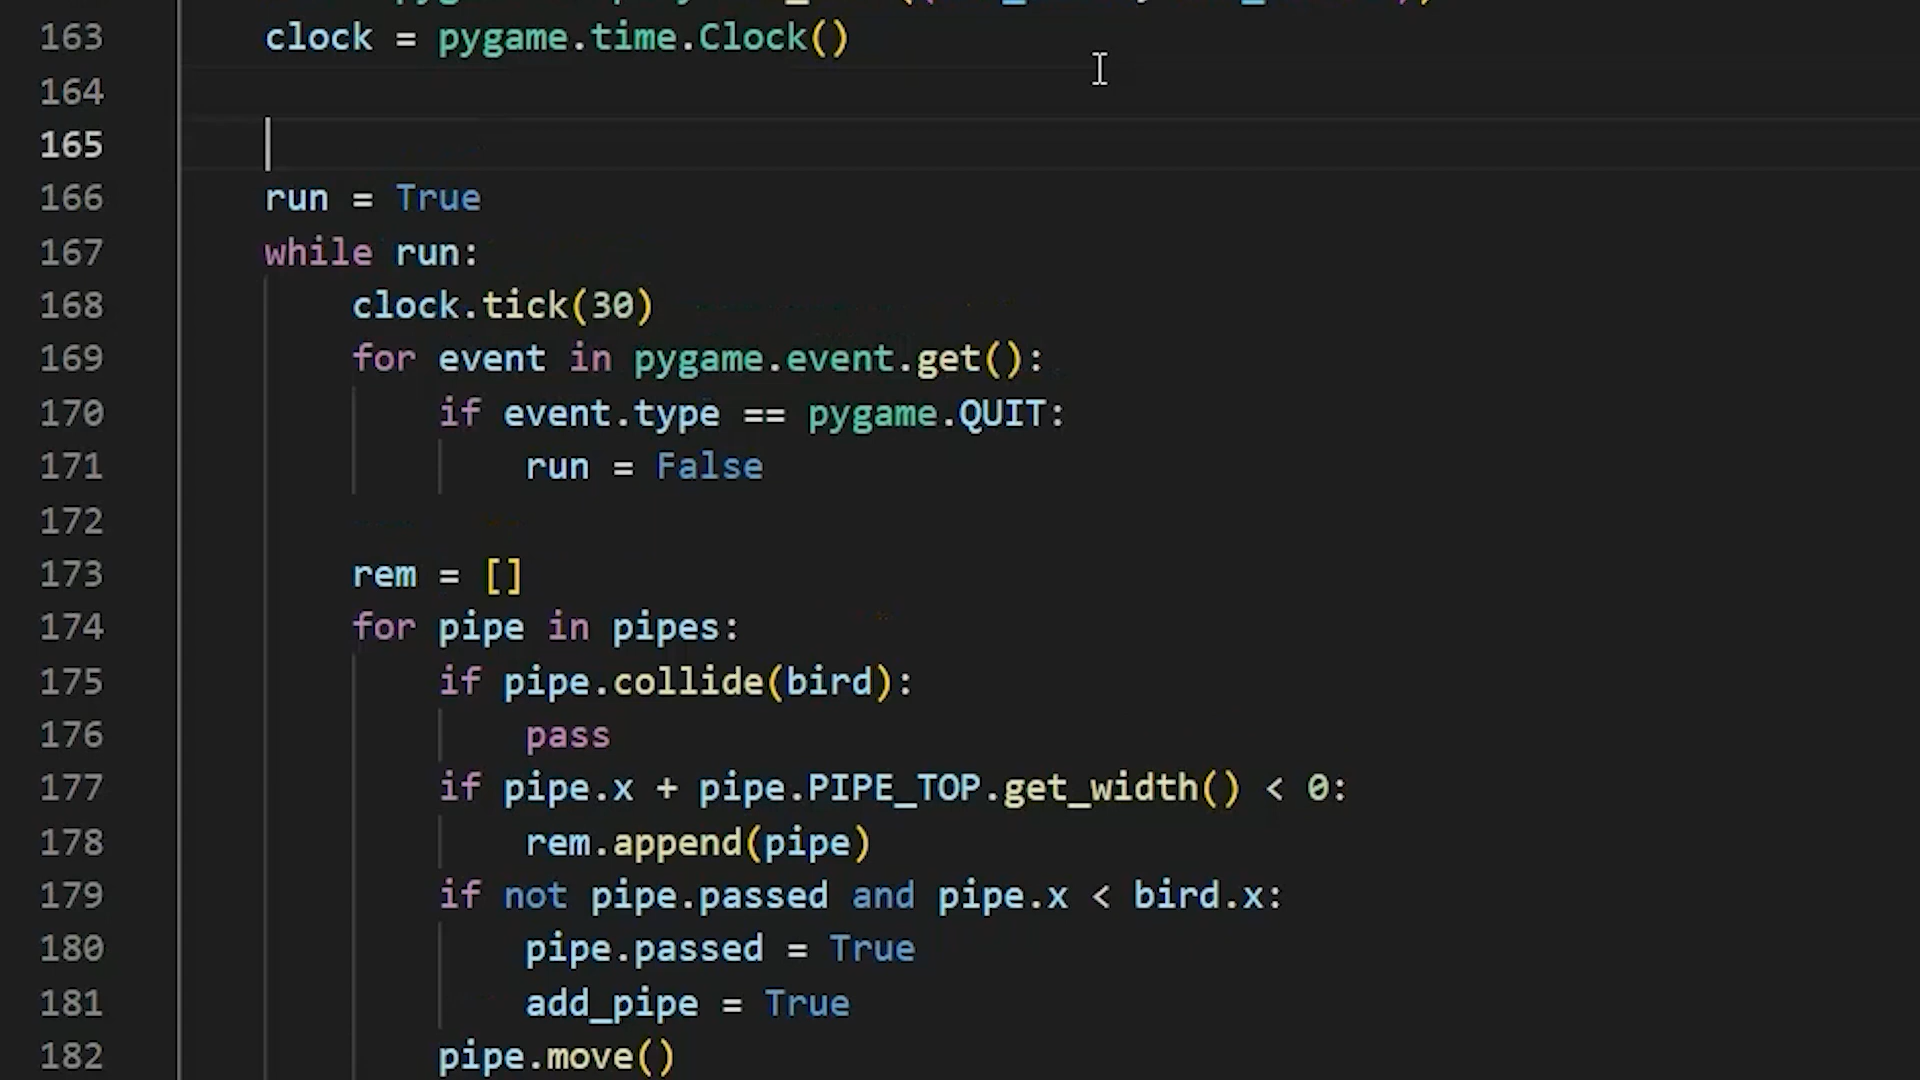 163 clock = pygame.time.Clock()
164
165
166 run = True
167 while run:
168 clock.tick(30)
169 for event in pygame.event.get():
170 if event.type == pygame.QUIT:
171 run = False
172
173 rem = []
174 for pipe in pipes:
175 if pipe.collide(bird):
176 pass
177 if pipe.x + pipe.PIPE_TOP.get_width() < 0:
178 rem.append(pipe)
179 if not pipe.passed and pipe.x < bird.x:
180 pipe.passed = True
181 add_pipe = True
182 pipe.move()